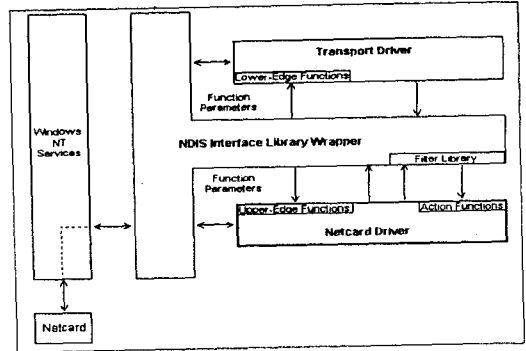 Transport Driver
Lower-Edge Functions
Function
Parameters
Windows
NT
Services
NDIS Interface Library Wrapper
Filter Library
Function
Parameters
Upper-Edge Functions
Action Functions
Netcard Driver
Netcard